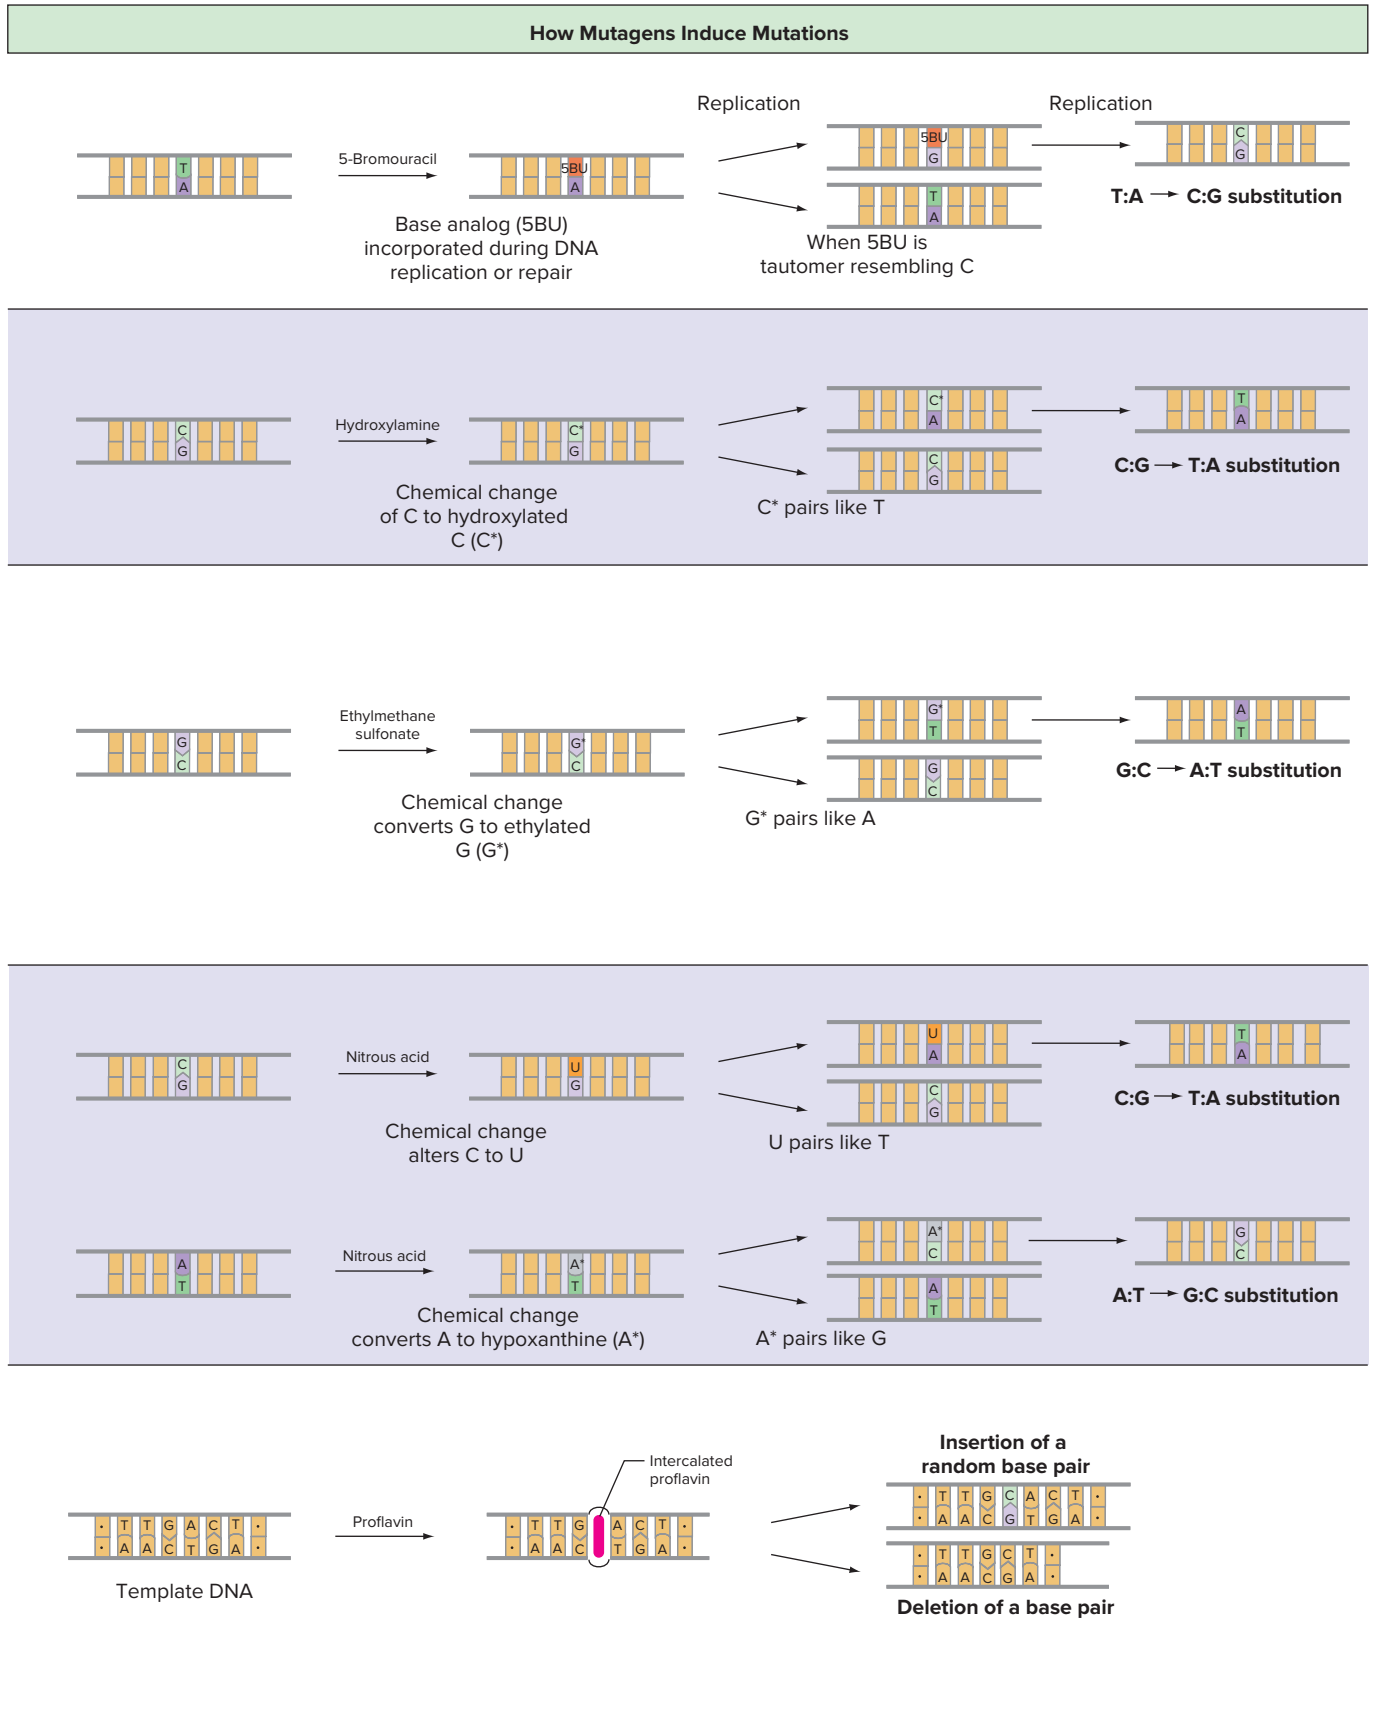 How Mutagens Induce Mutations
Replication
Replication
5-Bromouracil
T
A
5BU
A
5BU
G
T
A
C
G
Base analog (5BU)
incorporated during DNA
replication or repair
When 5BU is
tautomer resembling C
T:A → C:G substitution
Hydroxylamine
C
G
C*
G
C*
A
C
G
T
A
Chemical change
of C to hydroxylated
C (C*)
C* pairs like T
C:G → T:A substitution
Ethylmethane
sulfonate
G
C
G*
C
G*
T
G
C
A
T
Chemical change
converts G to ethylated
G (G*)
G* pairs like A
G:C → A:T substitution
Nitrous acid
C
G
U
G
U
A
C
G
T
A
Chemical change
alters C to U
U pairs like T
C:G → T:A substitution
Nitrous acid
A
T
A*
T
A*
C
A
T
G
C
Chemical change
converts A to hypoxanthine (A*)
A* pairs like G
A:T → G:C substitution
Insertion of a
random base pair
Intercalated
proflavin
Proflavin
· T T G A C T ·
· A A C T G A ·
· T T G A C T ·
· A A C T G A ·
· T T G C A C T ·
· A A C G T G A ·
· T T G C T ·
· A A C G A ·
Template DNA
Deletion of a base pair